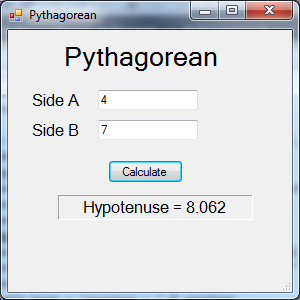 Pythagorean
Pythagorean
Side A 4
Side B 7
Calculate
Hypotenuse = 8.062